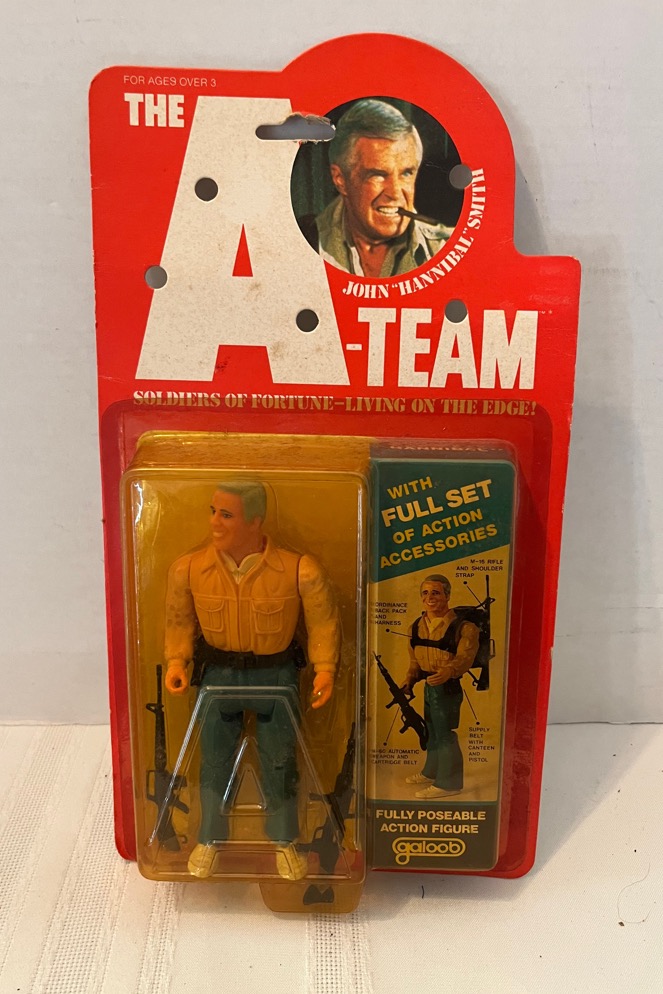 FOR AGES OVER 3
THE
A
-TEAM
JOHN "HANNIBAL" SMITH
SOLDIERS OF FORTUNE—LIVING ON THE EDGE!
WITH
FULL SET
OF ACTION
ACCESSORIES
M-16 RIFLE
AND SHOULDER
STRAP
ORDINANCE
BACK PACK
AND
HARNESS
SUPPLY
BELT
WITH
CANTEEN
AND
PISTOL
AUTOMATIC
WEAPON AND
CARTRIDGE BELT
FULLY POSEABLE
ACTION FIGURE
galoob